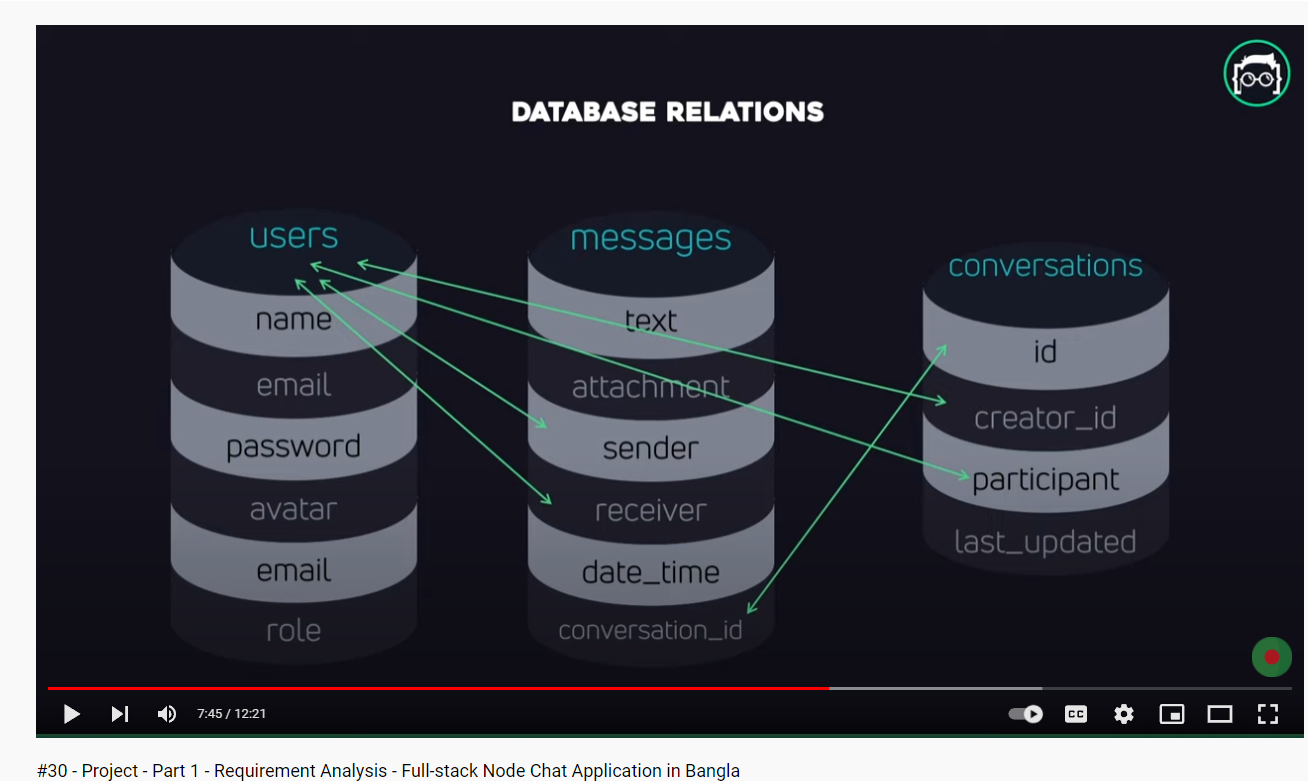 DATABASE RELATIONS
users
name
email
password
avatar
email
role
messages
text
attachment
sender
receiver
date_time
conversation_id
conversations
id
creator_id
participant
last_updated
7:45 / 12:21
CC
#30 - Project - Part 1 - Requirement Analysis - Full-stack Node Chat Application in Bangla